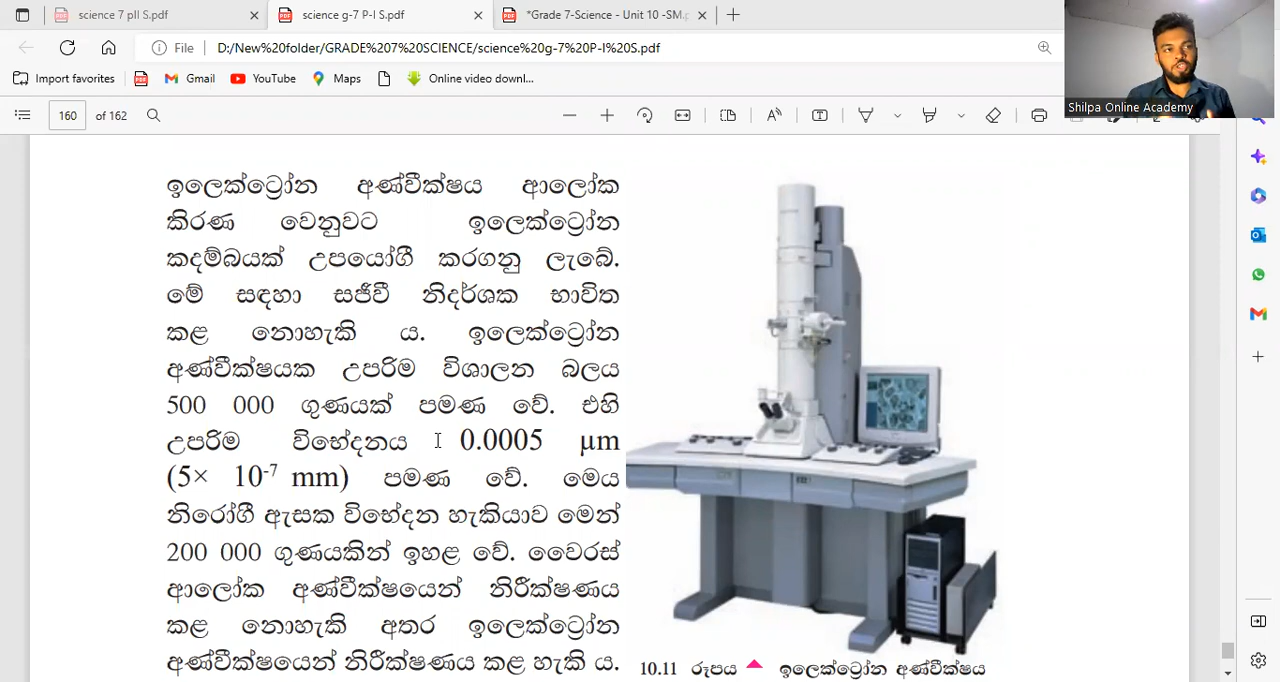 science 7 pII S.pdf
science g-7 P-I S.pdf
*Grade 7-Science - Unit 10 -SM.p
File
D:/New%20folder/GRADE%207%20SCIENCE/science%20g-7%20P-I%20S.pdf
Import favorites
Gmail
YouTube
Maps
Online video downl...
160 of 162
Shilpa Online Academy
ඉලෙක්ට්‍රෝන අණ්වීක්ෂය ආලෝක
කිරණ වෙනුවට ඉලෙක්ට්‍රෝන
කදම්බයක් උපයෝගී කරගනු ලැබේ.
මේ සඳහා සජීවී නිදර්ශක භාවිත
කළ නොහැකි ය. ඉලෙක්ට්‍රෝන
අණ්වීක්ෂයක උපරිම විශාලන බලය
500 000 ගුණයක් පමණ වේ. එහි
උපරිම විභේදනය 0.0005 µm
(5× 10⁻⁷ mm) පමණ වේ. මෙය
නිරෝගී ඇසක විභේදන හැකියාව මෙන්
200 000 ගුණයකින් ඉහළ වේ. වෛරස්
ආලෝක අණ්වීක්ෂයෙන් නිරීක්ෂණය
කළ නොහැකි අතර ඉලෙක්ට්‍රෝන
අණ්වීක්ෂයෙන් නිරීක්ෂණය කළ හැකි ය.
10.11 රූපය ඉලෙක්ට්‍රෝන අණ්වීක්ෂය